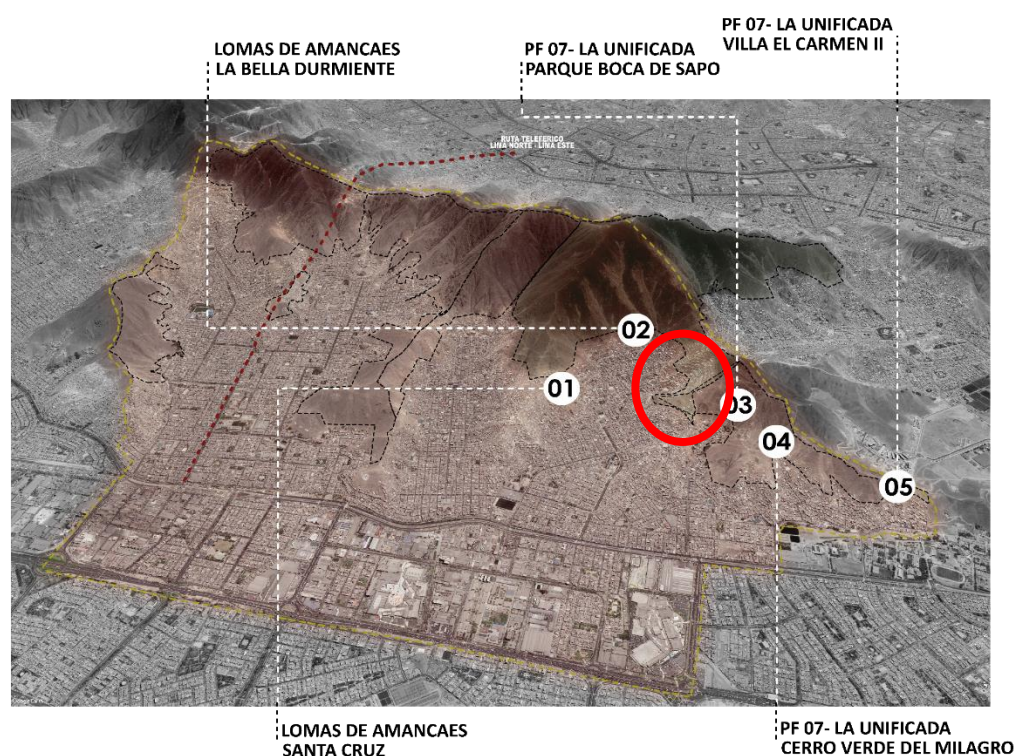 LOMAS DE AMANCAES
LA BELLA DURMIENTE
PF 07- LA UNIFICADA
PARQUE BOCA DE SAPO
PF 07- LA UNIFICADA
VILLA EL CARMEN II
RUTA TELEFERICO
LIMA NORTE - LIMA ESTE
02
01
03
04
05
LOMAS DE AMANCAES
SANTA CRUZ
PF 07- LA UNIFICADA
CERRO VERDE DEL MILAGRO